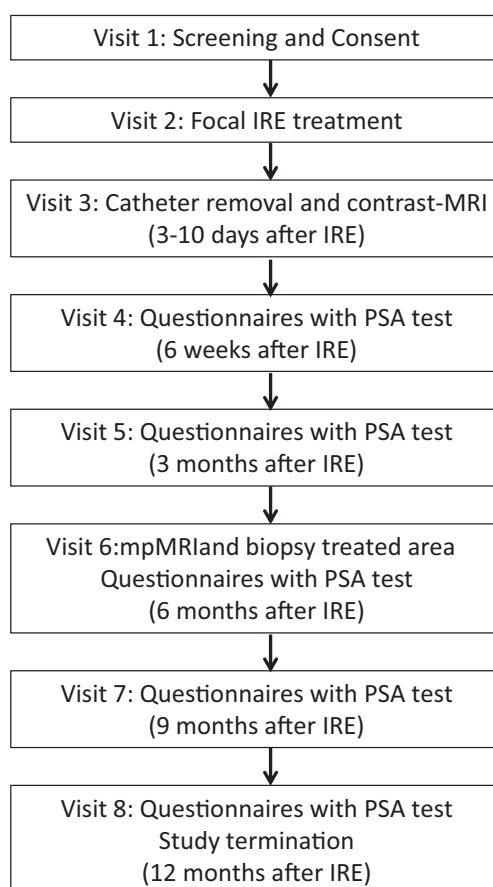 Visit 1: Screening and Consent
Visit 2: Focal IRE treatment
Visit 3: Catheter removal and contrast-MRI
(3-10 days after IRE)
Visit 4: Questionnaires with PSA test
(6 weeks after IRE)
Visit 5: Questionnaires with PSA test
(3 months after IRE)
Visit 6:mpMRIand biopsy treated area
Questionnaires with PSA test
(6 months after IRE)
Visit 7: Questionnaires with PSA test
(9 months after IRE)
Visit 8: Questionnaires with PSA test
Study termination
(12 months after IRE)